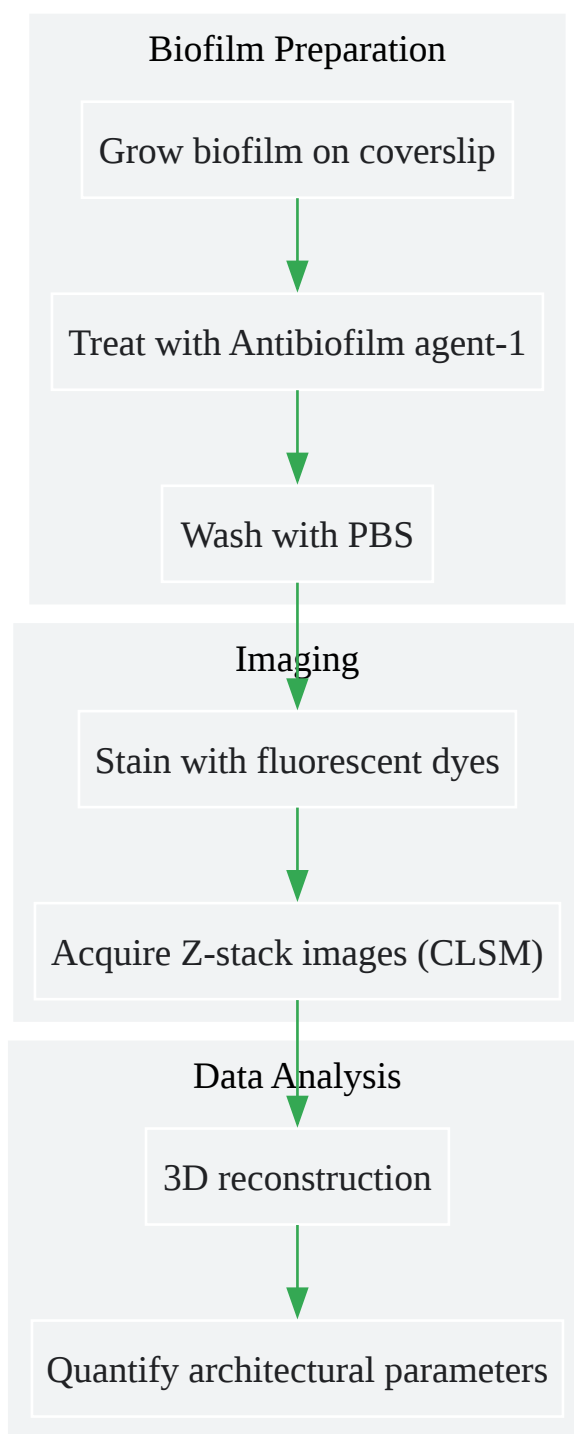 Biofilm Preparation
Grow biofilm on coverslip
Treat with Antibiofilm agent-1
Wash with PBS
Imaging
Stain with fluorescent dyes
Acquire Z-stack images (CLSM)
Data Analysis
3D reconstruction
Quantify architectural parameters